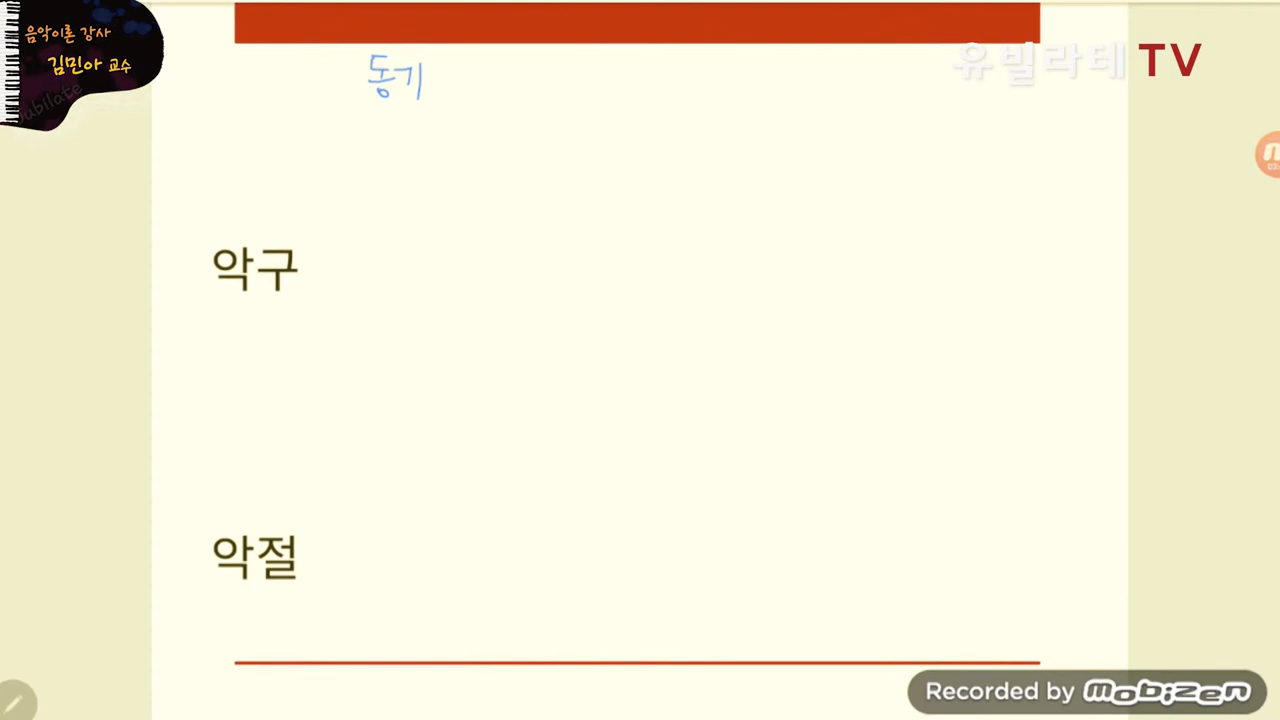 음악이론 강사
김민아 교수
Jubilate
유빌라테 TV
동기
악구
악절
Recorded by mobizen